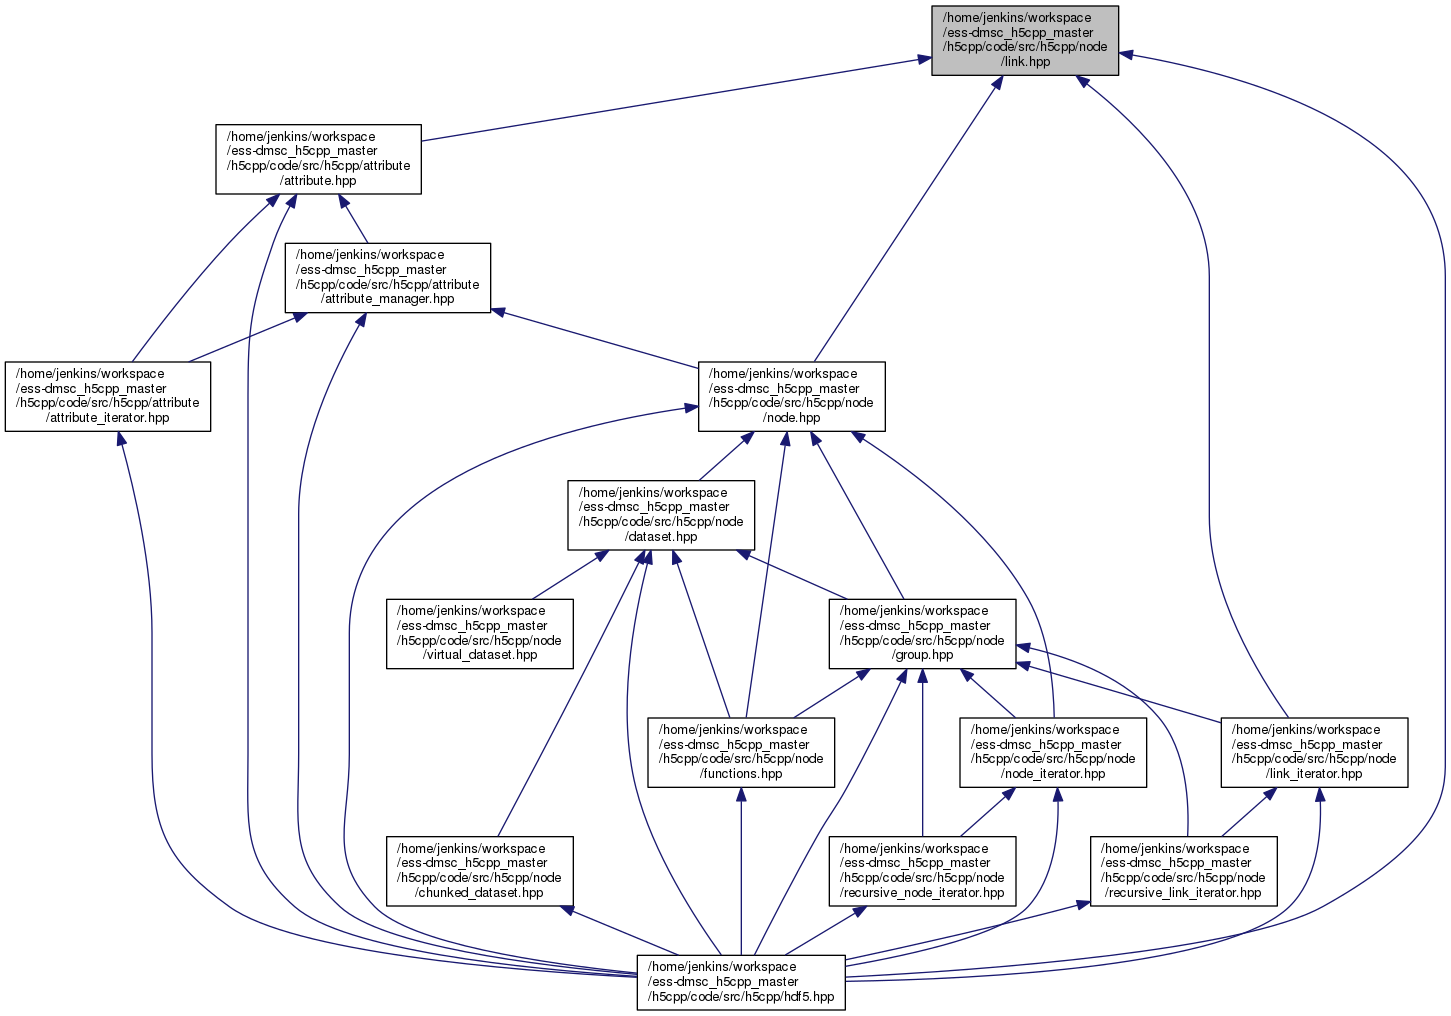 /home/jenkins/workspace
/ess-dmsc_h5cpp_master
/h5cpp/code/src/h5cpp/node
/link.hpp
/home/jenkins/workspace
/ess-dmsc_h5cpp_master
/h5cpp/code/src/h5cpp/attribute
/attribute.hpp
/home/jenkins/workspace
/ess-dmsc_h5cpp_master
/h5cpp/code/src/h5cpp/attribute
/attribute_manager.hpp
/home/jenkins/workspace
/ess-dmsc_h5cpp_master
/h5cpp/code/src/h5cpp/attribute
/attribute_iterator.hpp
/home/jenkins/workspace
/ess-dmsc_h5cpp_master
/h5cpp/code/src/h5cpp/node
/node.hpp
/home/jenkins/workspace
/ess-dmsc_h5cpp_master
/h5cpp/code/src/h5cpp/node
/dataset.hpp
/home/jenkins/workspace
/ess-dmsc_h5cpp_master
/h5cpp/code/src/h5cpp/node
/virtual_dataset.hpp
/home/jenkins/workspace
/ess-dmsc_h5cpp_master
/h5cpp/code/src/h5cpp/node
/group.hpp
/home/jenkins/workspace
/ess-dmsc_h5cpp_master
/h5cpp/code/src/h5cpp/node
/functions.hpp
/home/jenkins/workspace
/ess-dmsc_h5cpp_master
/h5cpp/code/src/h5cpp/node
/node_iterator.hpp
/home/jenkins/workspace
/ess-dmsc_h5cpp_master
/h5cpp/code/src/h5cpp/node
/link_iterator.hpp
/home/jenkins/workspace
/ess-dmsc_h5cpp_master
/h5cpp/code/src/h5cpp/node
/chunked_dataset.hpp
/home/jenkins/workspace
/ess-dmsc_h5cpp_master
/h5cpp/code/src/h5cpp/node
/recursive_node_iterator.hpp
/home/jenkins/workspace
/ess-dmsc_h5cpp_master
/h5cpp/code/src/h5cpp/node
/recursive_link_iterator.hpp
/home/jenkins/workspace
/ess-dmsc_h5cpp_master
/h5cpp/code/src/h5cpp/hdf5.hpp